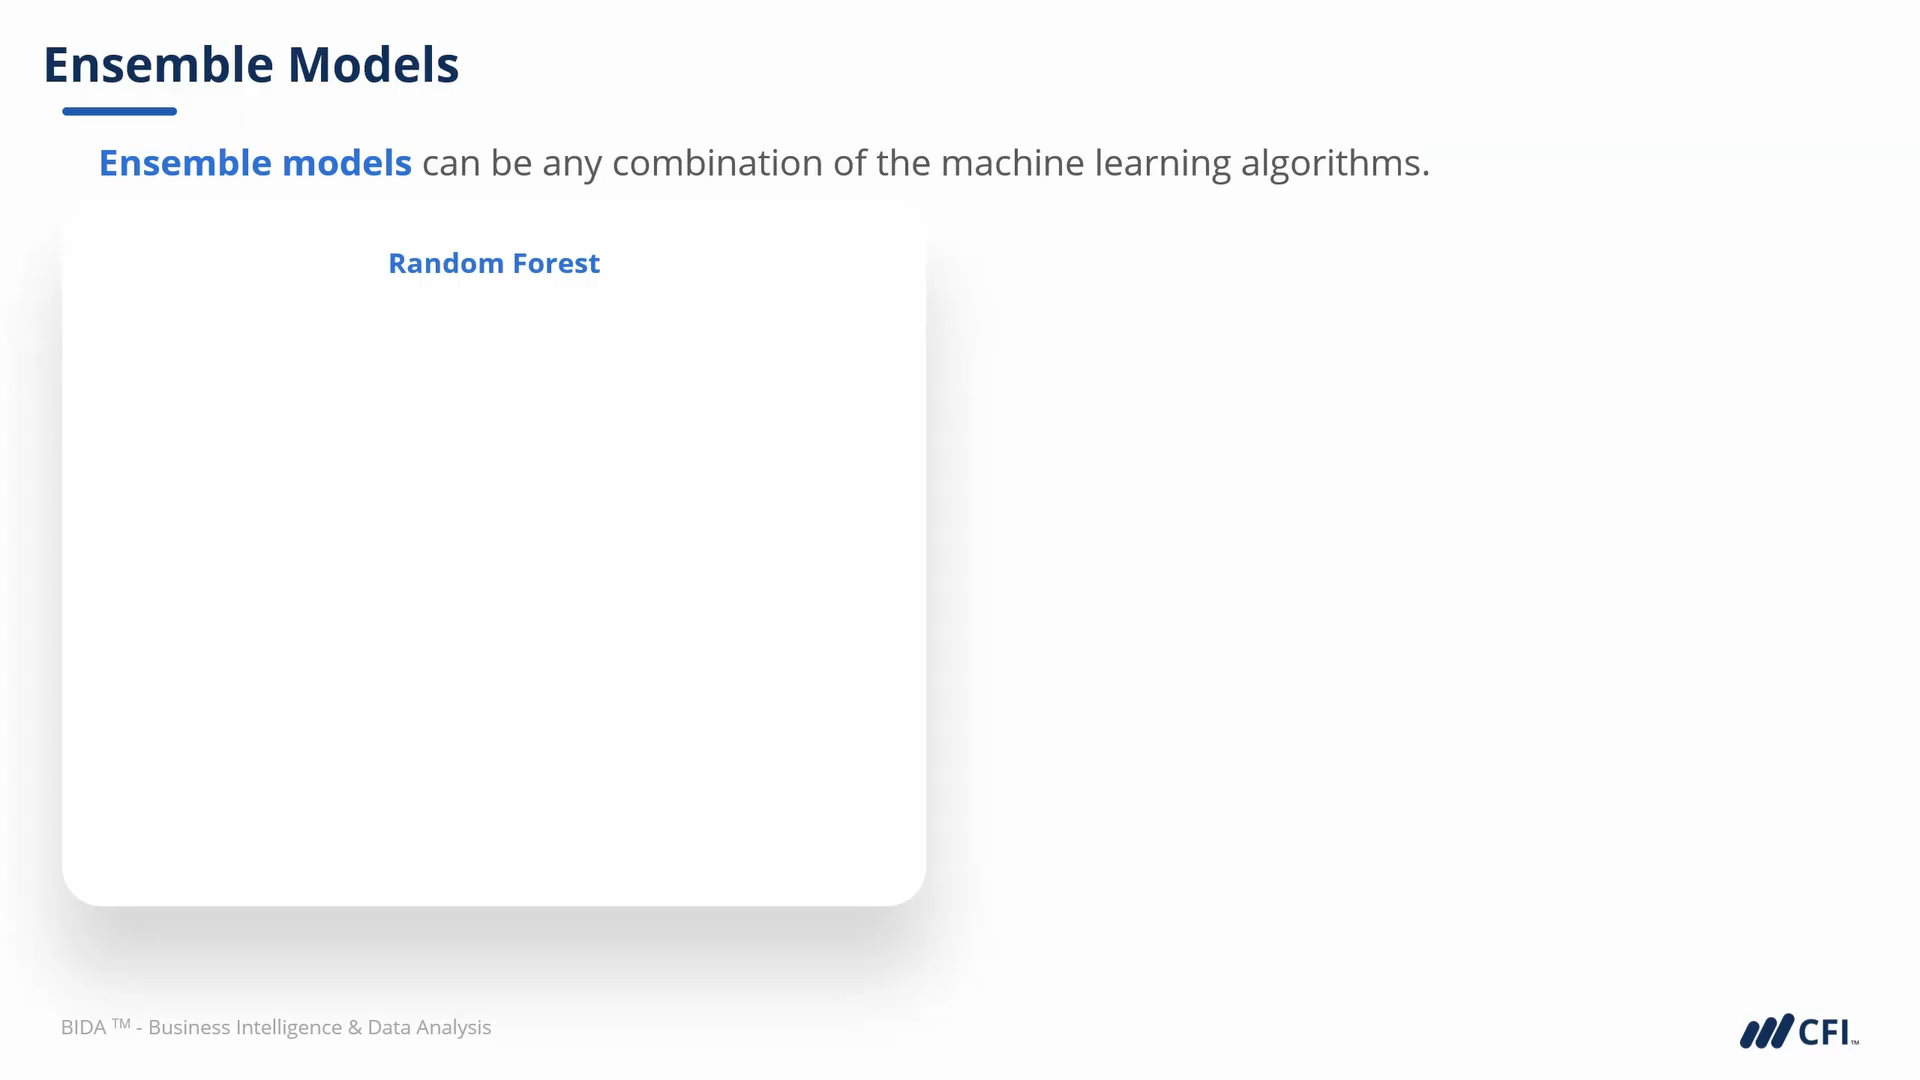 Ensemble Models
Ensemble models can be any combination of the machine learning algorithms.
Random Forest
BIDA TM - Business Intelligence & Data Analysis
CFI™